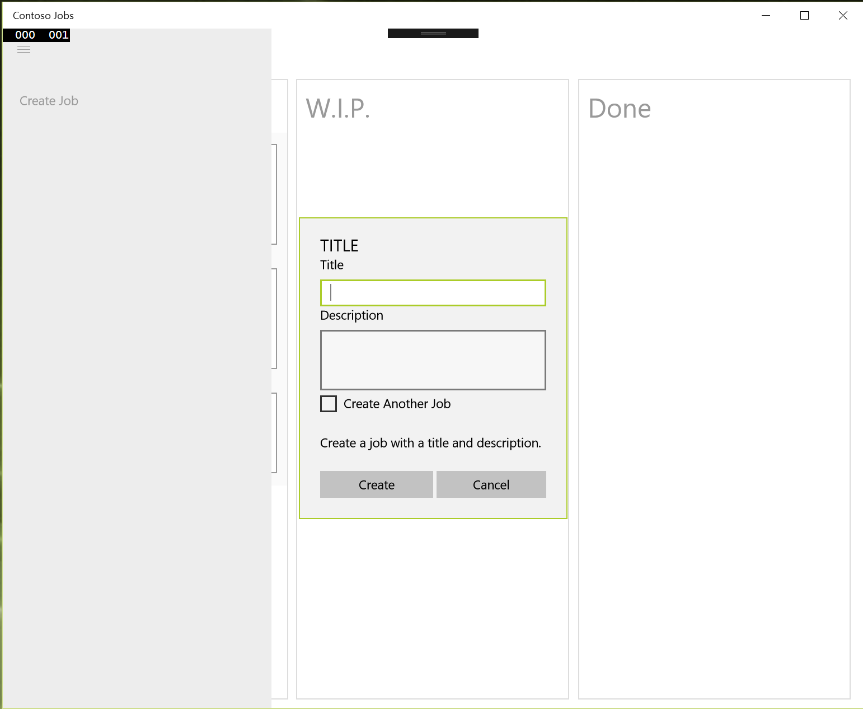 Contoso Jobs
000 001
Create Job
W.I.P.
Done
TITLE
Title
Description
Create Another Job
Create a job with a title and description.
Create
Cancel